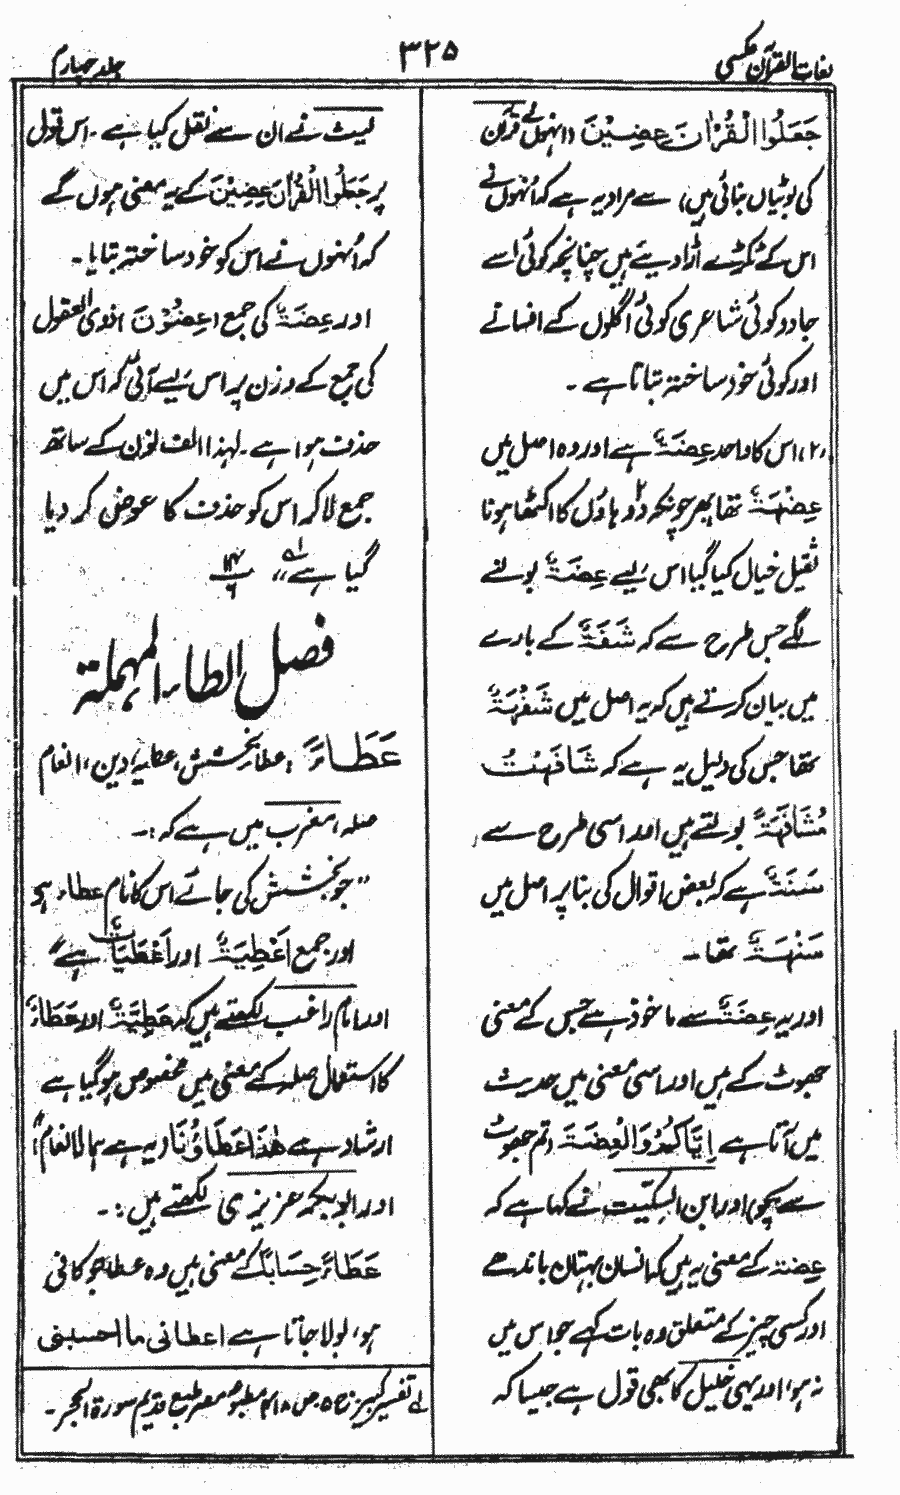 لغات القرآن عکسی
۳۲۵
جلد چہارم
جَعَلُوا الْقُرْاٰنَ عِضِیْنَ (انہوں نے قرآن
کی بوٹیاں بنائی ہیں) سے مراد یہ ہے کہ اُنہوں نے
اس کے ٹکڑے اڑا دیئے ہیں چنانچہ کوئی اسے
جادو کوئی شاعری کوئی اگلوں کے افسانے
اور کوئی خود ساختہ بتاتا ہے۔
(۲) اس کا واحد عِضَۃٌ ہے اور وہ اصل میں
عِضْہَۃٌ تھا پھر چونکہ دو ہاؤں کا اکٹھا ہونا
ثقیل خیال کیا گیا اس لیے عِضَۃٌ بولنے
لگے جس طرح سے کہ شَفَۃٌ کے بارے
میں بیان کرتے ہیں کہ یہ اصل میں شَفْہَۃٌ
تھا جس کی دلیل یہ ہے کہ شَافَہْتُ
مُشَافَہَۃً بولتے ہیں اور اسی طرح سے
سَنَۃٌ ہے کہ بعض اقوال کی بنا پر اصل میں
سَنْہَۃٌ تھا۔
اور یہ عِضَۃٌ سے ماخوذ ہے جس کے معنی
جھوٹ کے ہیں اور اسی معنی میں حدیث
میں آتا ہے اِیَّاکُمْ وَالْعِضَۃَ (تم جھوٹ
سے بچو) اور ابن السکیت نے کہا ہے کہ
عِضَۃ کے معنی یہ ہیں کہ انسان بہتان باندھے
اور کسی چیز کے متعلق وہ بات کہے جو اس میں
نہ ہو، اور یہی خلیل کا بھی قول ہے جیسا کہ
لیث نے ان سے نقل کیا ہے۔ اس قول
پر جَعَلُوا الْقُرْاٰنَ عِضِیْنَ کے یہ معنی ہوں گے
کہ اُنہوں نے اس کو خود ساختہ بتایا۔
اور عِضَۃٌ کی جمع عِضُوْنَ ذوی العقول
کی جمع کے وزن پر اس لیے آئی کہ اس میں
حذف ہوا ہے۔ لہذا الف نون کے ساتھ
جمع لا کر اس کو حذف کا عوض کر دیا
گیا ہے لہ،، ۱۴/۶
فصل الطاء المہملۃ
عَطَآءً، عطا، بخشش، عطیہ، دین، انعام
صلہ، مغرب میں ہے کہ:۔
"جو بخشش کی جائے اس کا نام عطاء ہے
اور جمع اَعْطِیَۃٌ اور اَعْطَیَاتٌ ہے"
اور امام راغب لکھتے ہیں کہ عَطِیَّۃٌ اور عَطَاءٌ
کا استعمال صلہ کے معنی میں مخصوص ہو گیا ہے
ارشاد ہے ھٰذَا عَطَاؤُنَا (یہ ہے ہمارا انعام)
اور ابوبکر عزیزی لکھتے ہیں:۔
عَطَآءً حِسَابًا کے معنی ہیں وہ عطا جو کافی
ہو، بولا جاتا ہے اعطانی ما احسبنی
لہ تفسیر کبیر ج ۵ ص ۱۸ مطبوعہ مصر طبع قدیم سورۃ الحجر۔